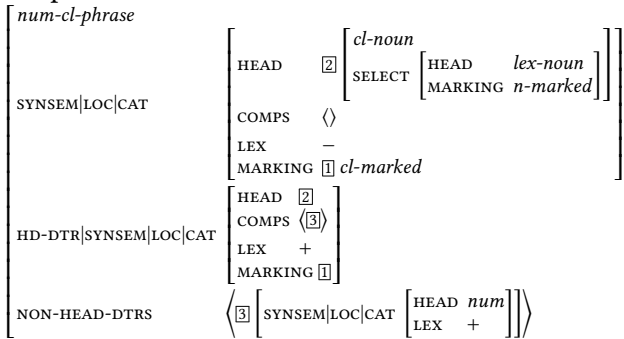 num-cl-phrase
SYNSEM|LOC|CAT [HEAD 2 [cl-noun
SELECT [HEAD lex-noun
MARKING n-marked]]
COMPS ⟨⟩
LEX −
MARKING 1 cl-marked]
HD-DTR|SYNSEM|LOC|CAT [HEAD 2
COMPS ⟨3⟩
LEX +
MARKING 1]
NON-HEAD-DTRS ⟨3 [SYNSEM|LOC|CAT [HEAD num
LEX +]]⟩